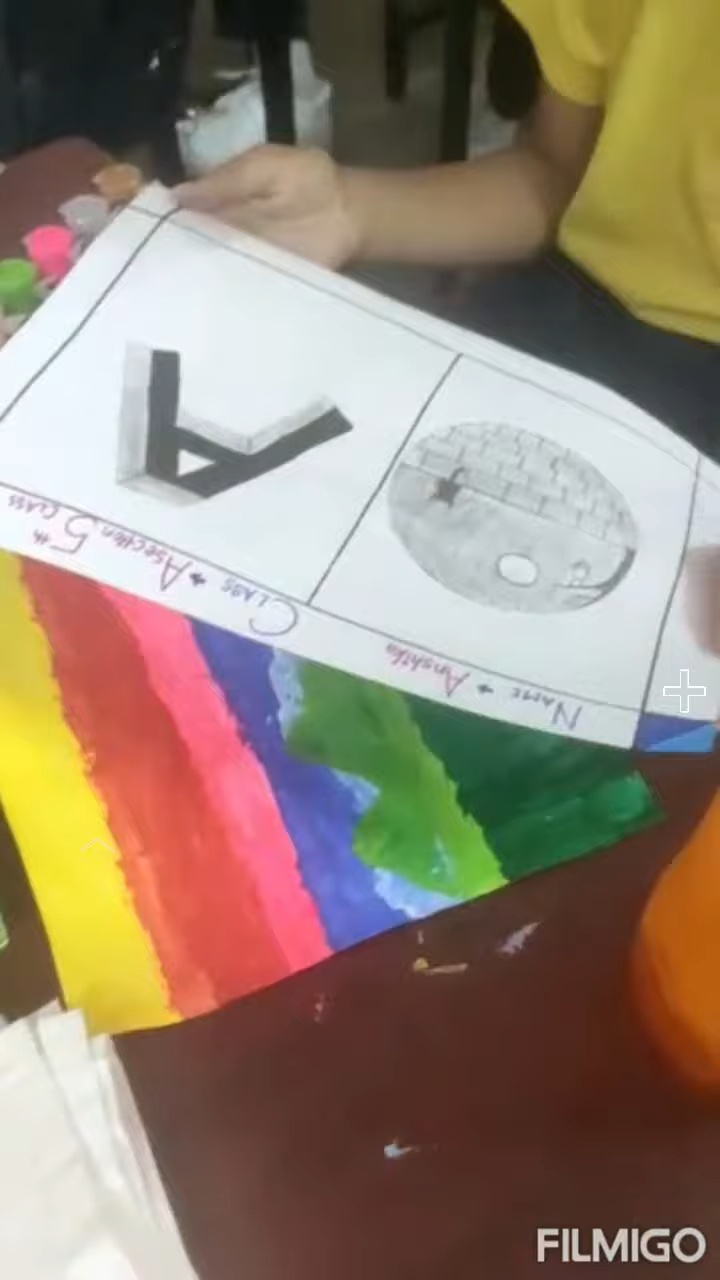 A
Name → Anshika
Class → A section 5th class
FILMIGO